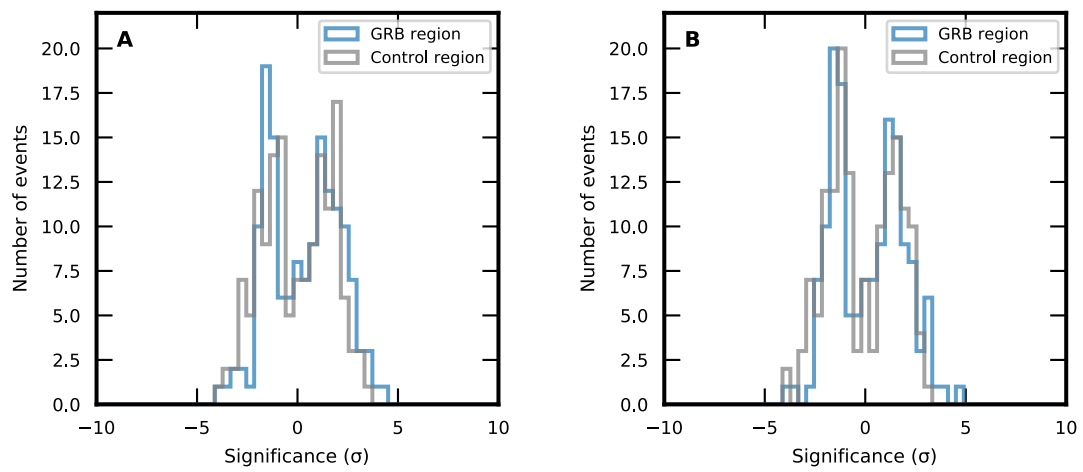 A
GRB region
Control region
Number of events
20.0
17.5
15.0
12.5
10.0
7.5
5.0
2.5
0.0
−10
−5
0
5
10
Significance (σ)
B
GRB region
Control region
Number of events
20.0
17.5
15.0
12.5
10.0
7.5
5.0
2.5
0.0
−10
−5
0
5
10
Significance (σ)